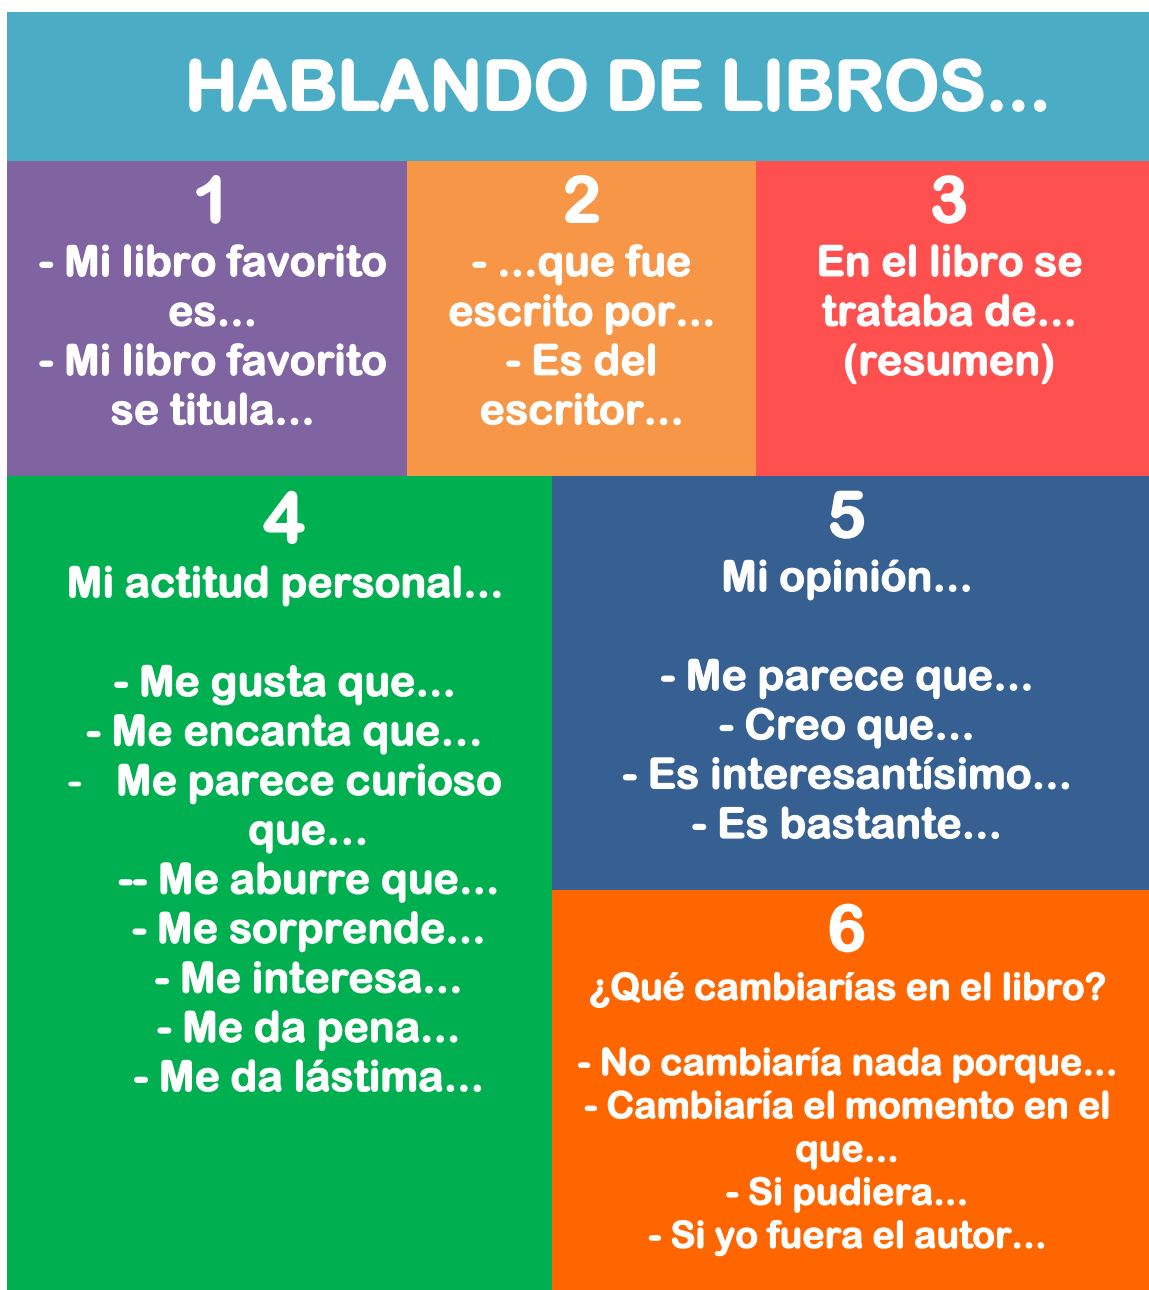 HABLANDO DE LIBROS...
1
- Mi libro favorito
es...
- Mi libro favorito
se titula...
2
- ...que fue
escrito por...
- Es del
escritor...
3
En el libro se
trataba de...
(resumen)
4
Mi actitud personal...
- Me gusta que...
- Me encanta que...
- Me parece curioso
que...
-- Me aburre que...
- Me sorprende...
- Me interesa...
- Me da pena...
- Me da lástima...
5
Mi opinión...
- Me parece que...
- Creo que...
- Es interesantísimo...
- Es bastante...
6
¿Qué cambiarías en el libro?
- No cambiaría nada porque...
- Cambiaría el momento en el
que...
- Si pudiera...
- Si yo fuera el autor...